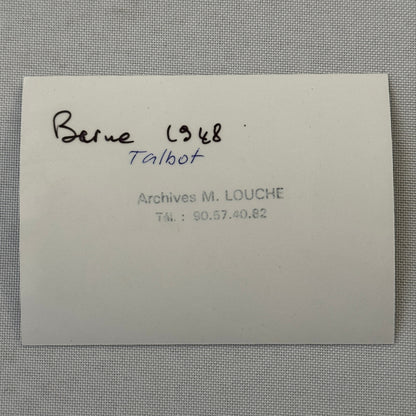 Berne 1948
Talbot
Archives M. LOUCHE
Tél. : 90.57.40.82